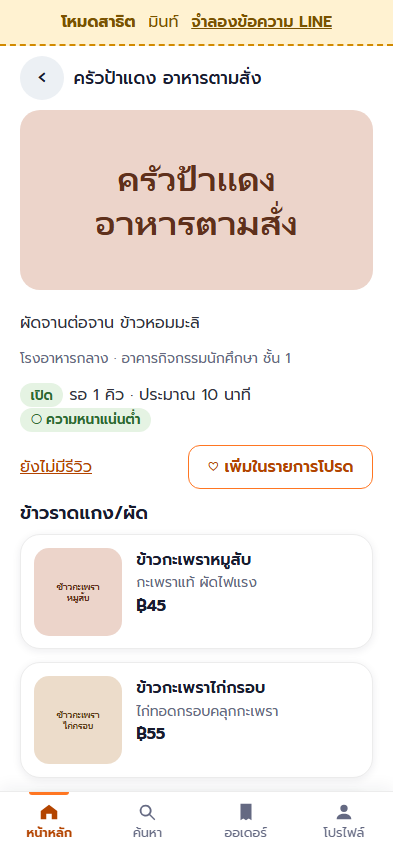 โหมดสาธิต มินท์ จำลองข้อความ LINE
ครัวป้าแดง อาหารตามสั่ง
ครัวป้าแดง
อาหารตามสั่ง
ผัดจานต่อจาน ข้าวหอมมะลิ
โรงอาหารกลาง · อาคารกิจกรรมนักศึกษา ชั้น 1
เปิด รอ 1 คิว · ประมาณ 10 นาที
ความหนาแน่นต่ำ
ยังไม่มีรีวิว
เพิ่มในรายการโปรด
ข้าวราดแกง/ผัด
ข้าวกะเพรา
หมูสับ
ข้าวกะเพราหมูสับ
กะเพราแท้ ผัดไฟแรง
฿45
ข้าวกะเพรา
ไก่กรอบ
ข้าวกะเพราไก่กรอบ
ไก่ทอดกรอบคลุกกะเพรา
฿55
หน้าหลัก ค้นหา ออเดอร์ โปรไฟล์